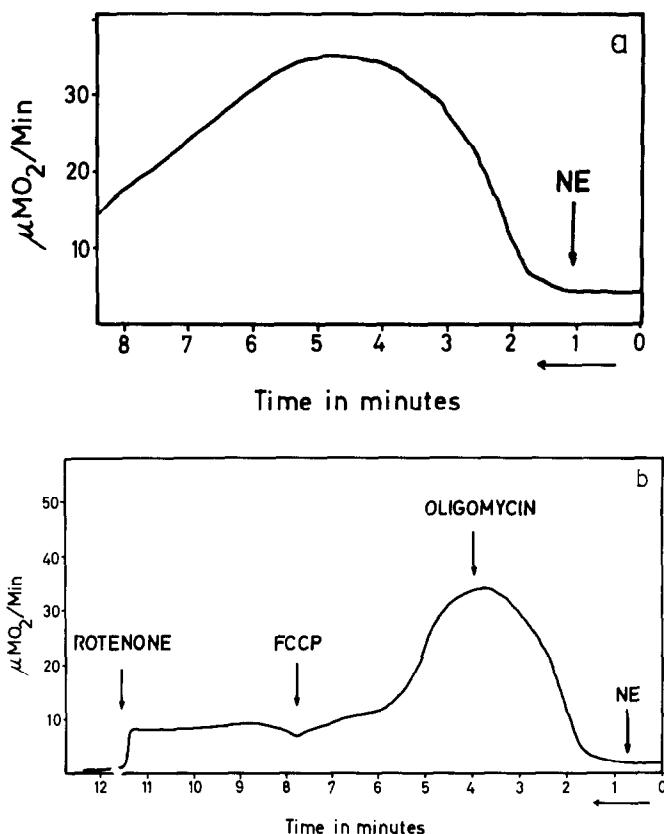 a
μMO₂/Min
30
20
10
NE
8 7 6 5 4 3 2 1 0
Time in minutes
b
μMO₂/Min
50
40
30
20
10
OLIGOMYCIN
ROTENONE FCCP
NE
12 11 10 9 8 7 6 5 4 3 2 1 0
Time in minutes